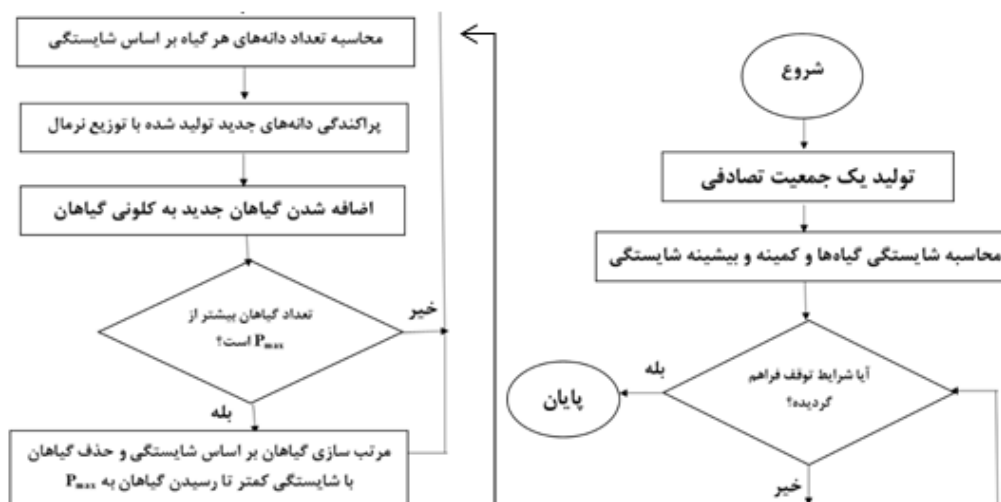 شروع
تولید یک جمعیت تصادفی
محاسبه شایستگی گیاه‌ها و کمینه و بیشینه شایستگی
آیا شرایط توقف فراهم
گردیده؟
بله
پایان
خیر
محاسبه تعداد دانه‌های هر گیاه بر اساس شایستگی
پراکندگی دانه‌های جدید تولید شده با توزیع نرمال
اضافه شدن گیاهان جدید به کلونی گیاهان
تعداد گیاهان بیشتر از
Pmax است؟
خیر
بله
مرتب سازی گیاهان بر اساس شایستگی و حذف گیاهان
با شایستگی کمتر تا رسیدن گیاهان به Pmax